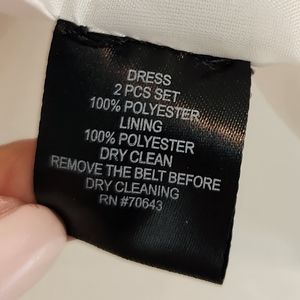 DRESS
2 PCS SET
100% POLYESTER
LINING
100% POLYESTER
DRY CLEAN
REMOVE THE BELT BEFORE
DRY CLEANING
RN #70643